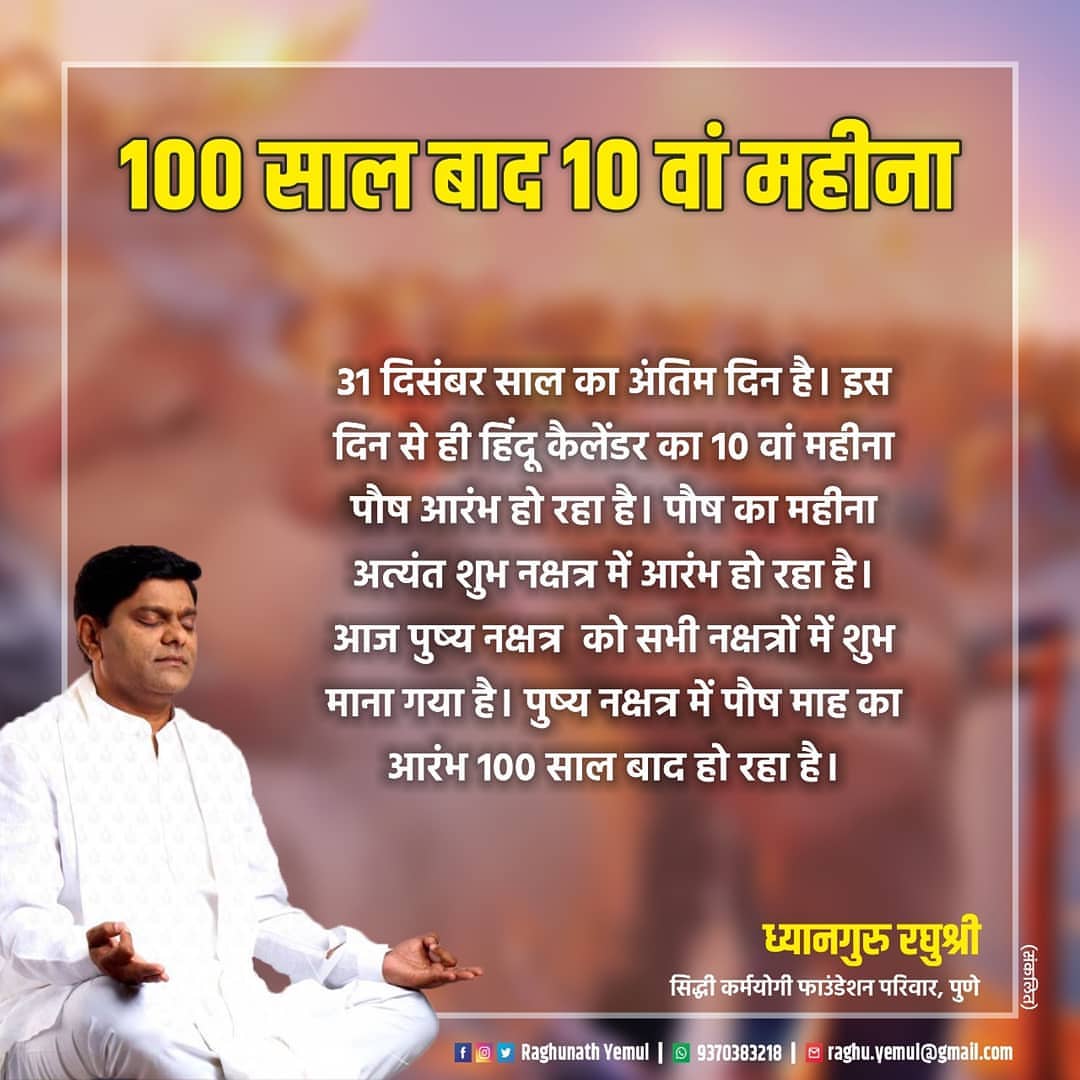 100 साल बाद 10 वां महीना
31 दिसंबर साल का अंतिम दिन है। इस
दिन से ही हिंदू कैलेंडर का 10 वां महीना
पौष आरंभ हो रहा है। पौष का महीना
अत्यंत शुभ नक्षत्र में आरंभ हो रहा है।
आज पुष्य नक्षत्र को सभी नक्षत्रों में शुभ
माना गया है। पुष्य नक्षत्र में पौष माह का
आरंभ 100 साल बाद हो रहा है।
ध्यानगुरु रघुश्री
सिद्धी कर्मयोगी फाउंडेशन परिवार, पुणे
(संकलित)
Raghunath Yemul | 9370383218 | raghu.yemul@gmail.com